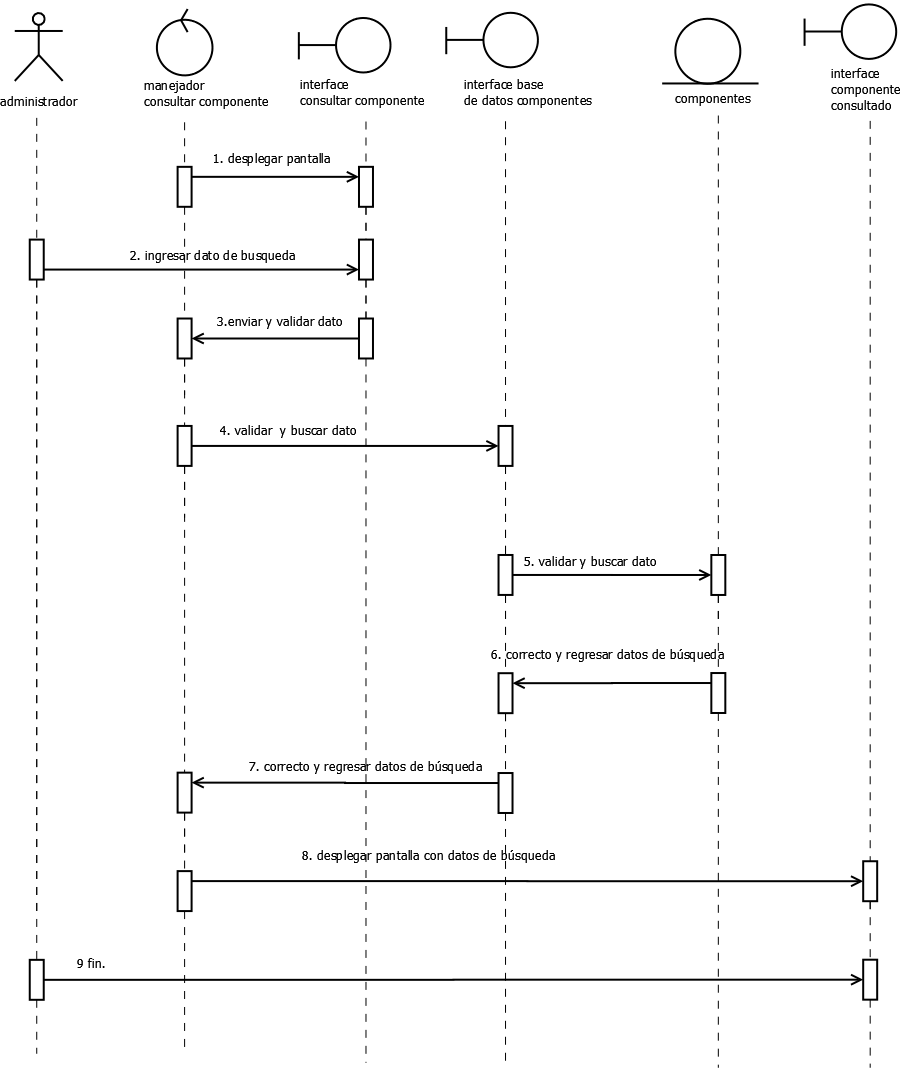 administrador
manejador
consultar componente
interface
consultar componente
interface base
de datos componentes
componentes
interface
componente
consultado
1. desplegar pantalla
2. ingresar dato de busqueda
3.enviar y validar dato
4. validar y buscar dato
5. validar y buscar dato
6. correcto y regresar datos de búsqueda
7. correcto y regresar datos de búsqueda
8. desplegar pantalla con datos de búsqueda
9 fin.